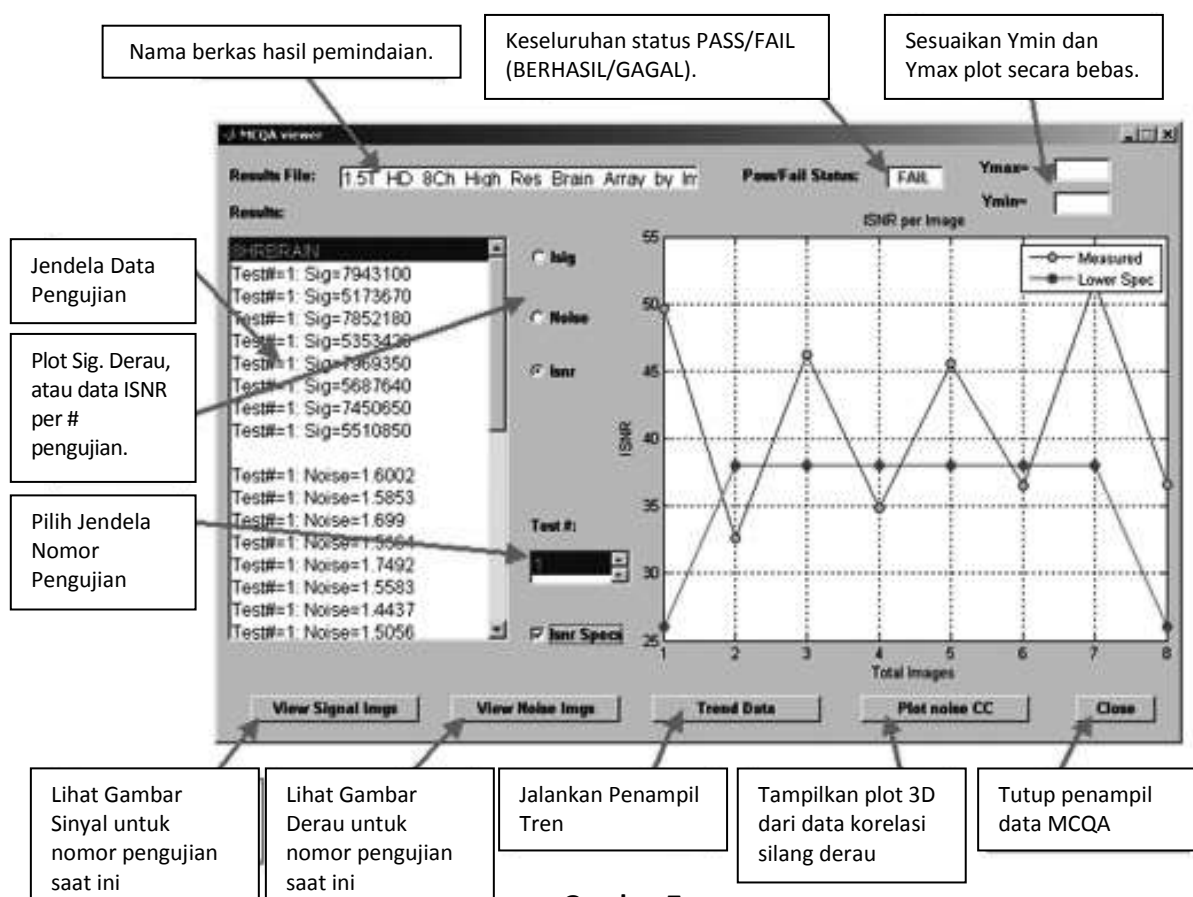 Nama berkas hasil pemindaian.
Keseluruhan status PASS/FAIL
(BERHASIL/GAGAL).
Sesuaikan Ymin dan
Ymax plot secara bebas.
MCQA viewer
Results File:
1.5T HD 8Ch High Res Brain Array by In
Pass/Fail Status:
FAIL
Ymax=
Ymin=
Results:
ISNR per Image
Jendela Data
Pengujian
Plot Sig. Derau,
atau data ISNR
per #
pengujian.
Pilih Jendela
Nomor
Pengujian
8HRBRAIN
Test#=1: Sig=7943100
Test#=1: Sig=5173670
Test#=1: Sig=7852180
Test#=1: Sig=5353420
Test#=1: Sig=7969350
Test#=1: Sig=5687640
Test#=1: Sig=7450650
Test#=1: Sig=5510850
Test#=1: Noise=1.6002
Test#=1: Noise=1.5853
Test#=1: Noise=1.699
Test#=1: Noise=1.5364
Test#=1: Noise=1.7492
Test#=1: Noise=1.5583
Test#=1: Noise=1.4437
Test#=1: Noise=1.5056
Isig
Noise
Isnr
Test #:
1
Isnr Specs
Measured
Lower Spec
ISNR
55
50
45
40
35
30
25
1 2 3 4 5 6 7 8
Total Images
View Signal Imgs
View Noise Imgs
Trend Data
Plot noise CC
Close
Lihat Gambar
Sinyal untuk
nomor pengujian
saat ini
Lihat Gambar
Derau untuk
nomor pengujian
saat ini
Jalankan Penampil
Tren
Tampilkan plot 3D
dari data korelasi
silang derau
Tutup penampil
data MCQA